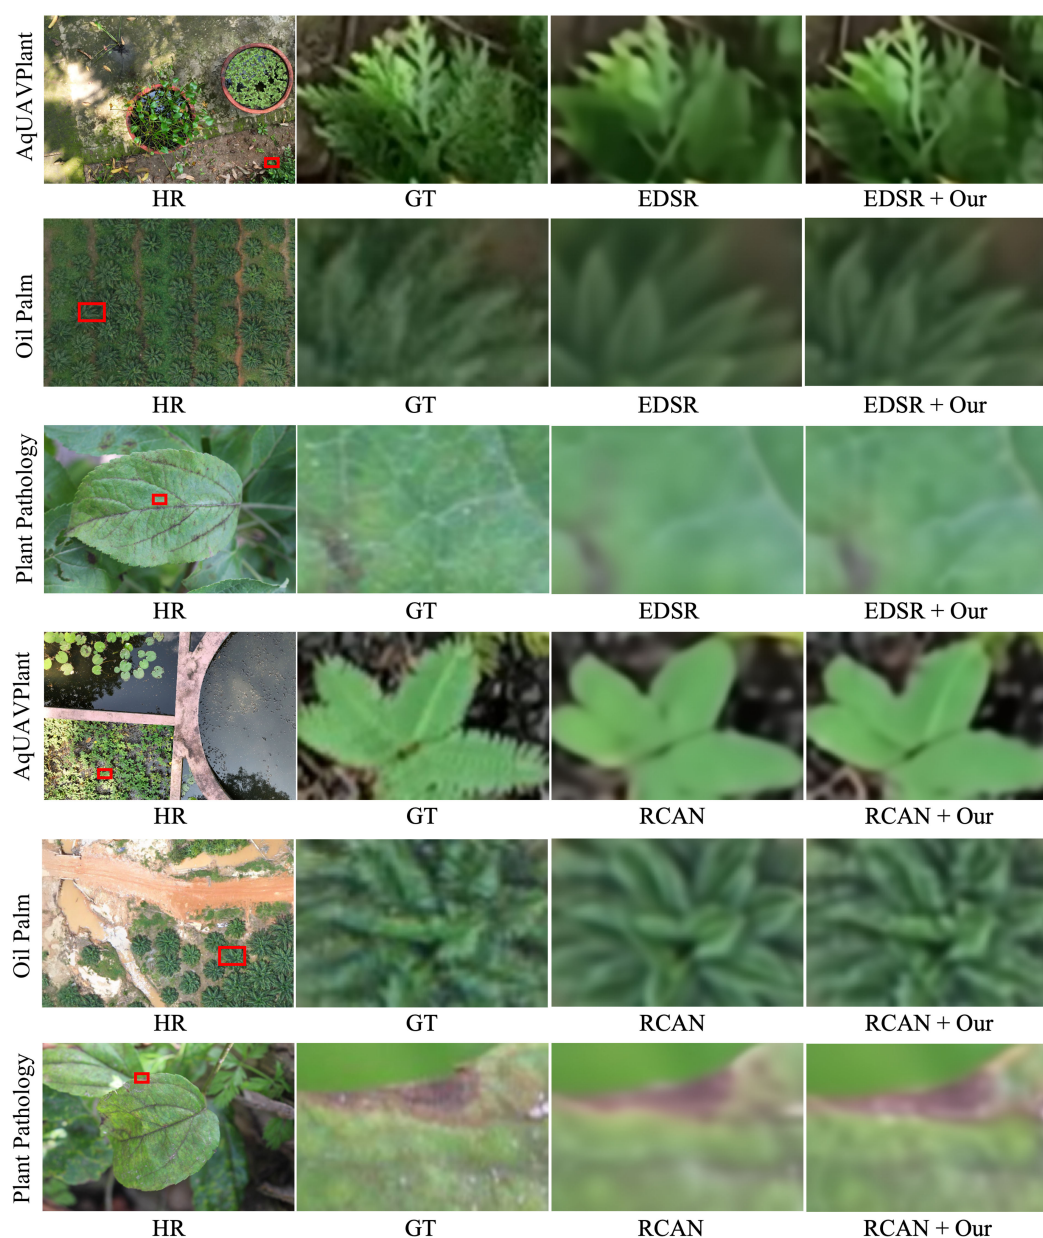 AqUAVPlant
HR GT EDSR EDSR + Our
Oil Palm
HR GT EDSR EDSR + Our
Plant Pathology
HR GT EDSR EDSR + Our
AqUAVPlant
HR GT RCAN RCAN + Our
Oil Palm
HR GT RCAN RCAN + Our
Plant Pathology
HR GT RCAN RCAN + Our